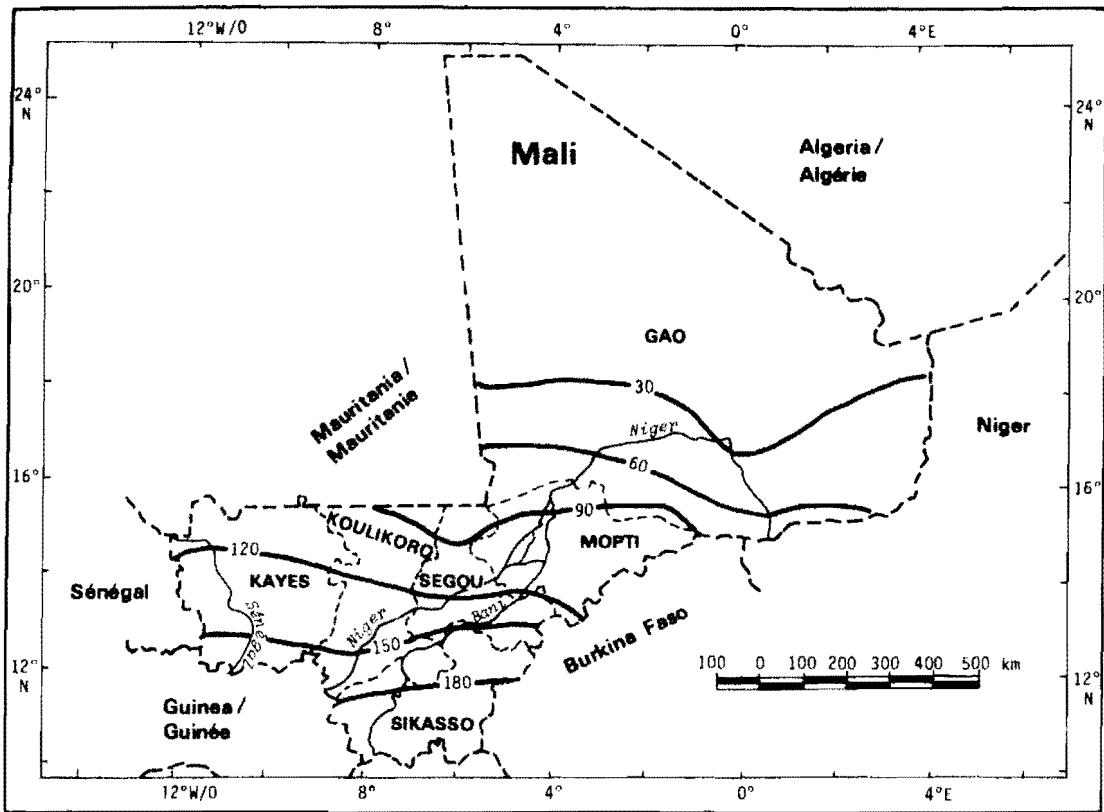 12°W/O 8° 4° 0° 4°E
24°
N
24°
N
Mali
Algeria /
Algérie
20°
20°
GAO
Mauritania /
Mauritanie
30
Niger
Niger
60
16°
16°
KOULIKORO
90
MOPTI
120
KAYES
SEGOU
Sénégal
Sénégal
Niger
Bani
150
Burkina Faso
12°
N
12°
N
100 0 100 200 300 400 500 km
180
Guinea /
Guinée
SIKASSO
12°W/O 8° 4° 0° 4°E